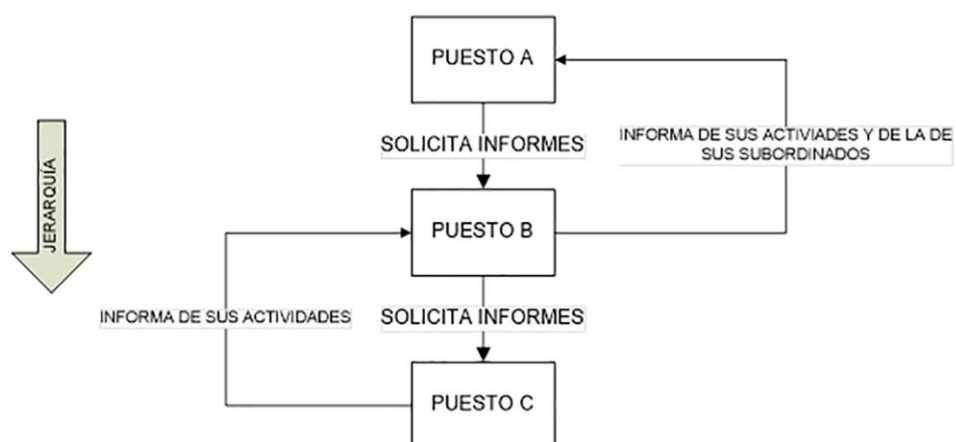 PUESTO A
SOLICITA INFORMES
INFORMA DE SUS ACTIVIADES Y DE LA DE
SUS SUBORDINADOS
JERARQUÍA
PUESTO B
INFORMA DE SUS ACTIVIDADES
SOLICITA INFORMES
PUESTO C